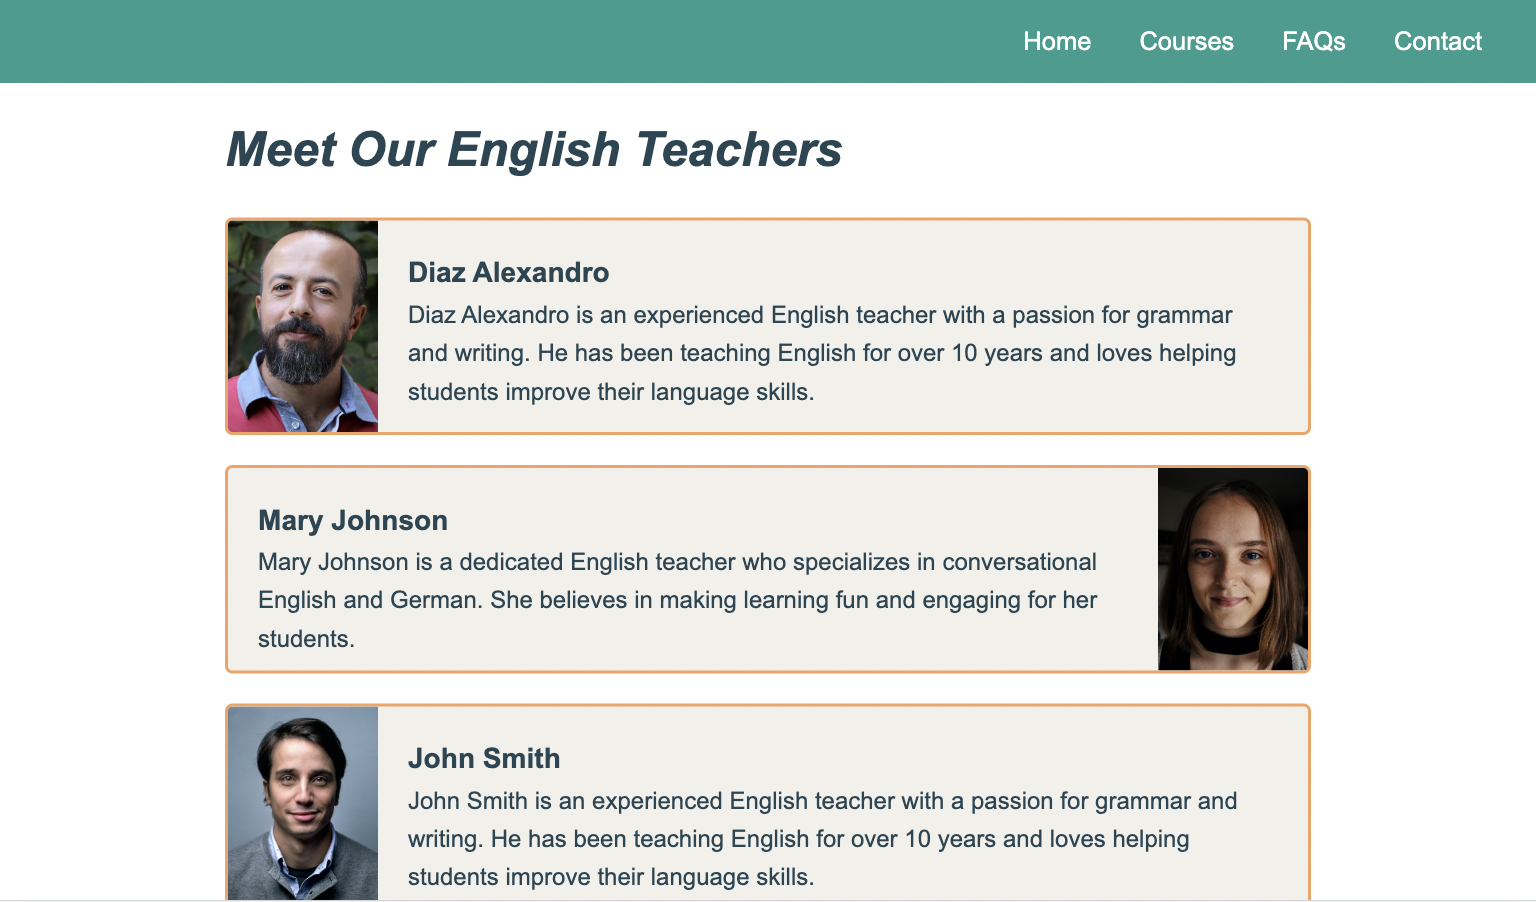 Home Courses FAQs Contact
Meet Our English Teachers
Diaz Alexandro
Diaz Alexandro is an experienced English teacher with a passion for grammar
and writing. He has been teaching English for over 10 years and loves helping
students improve their language skills.
Mary Johnson
Mary Johnson is a dedicated English teacher who specializes in conversational
English and German. She believes in making learning fun and engaging for her
students.
John Smith
John Smith is an experienced English teacher with a passion for grammar and
writing. He has been teaching English for over 10 years and loves helping
students improve their language skills.